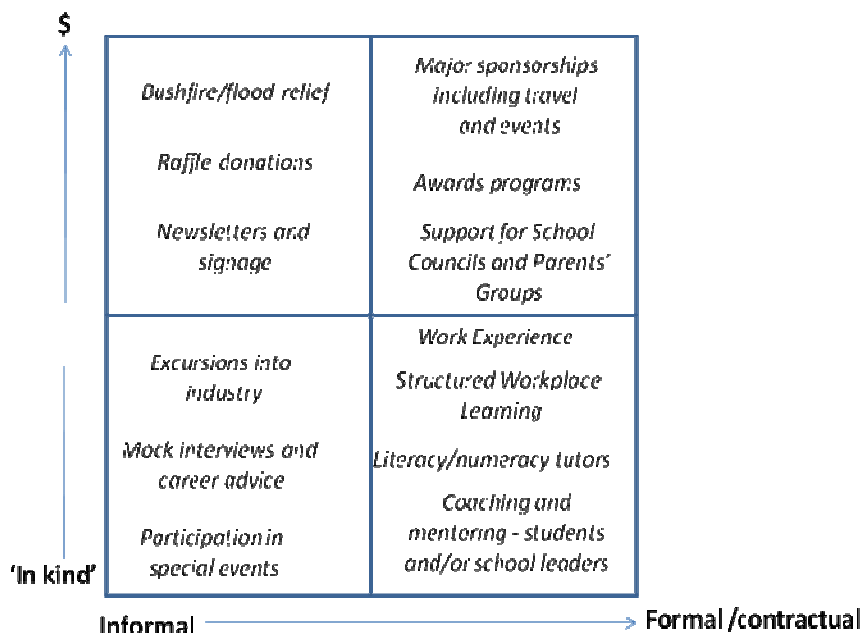 $
Bushfire/flood relief
Raffle donations
Newsletters and
signage
Major sponsorships
including travel
and events
Awards programs
Support for School
Councils and Parents'
Groups
Excursions into
industry
Mock interviews and
career advice
Participation in
special events
Work Experience
Structured Workplace
Learning
Literacy/numeracy tutors
Coaching and
mentoring - students
and/or school leaders
'In kind'
Informal
Formal /contractual